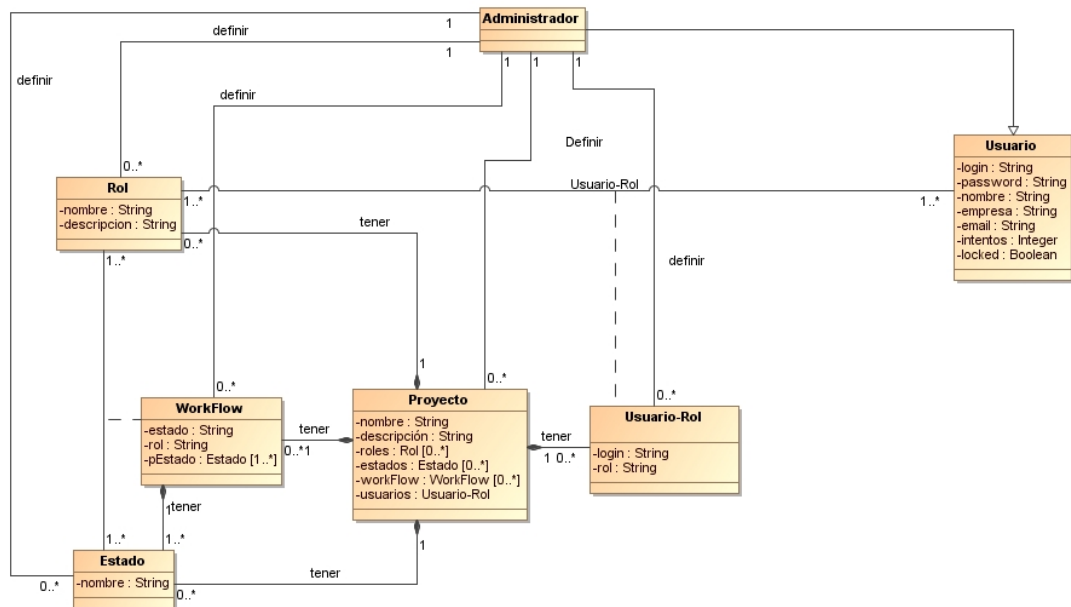 Administrador
1
definir
1
1
1
1
definir
definir
Definir
0..*
Usuario
-login : String
-password : String
-nombre : String
-empresa : String
-email : String
-intentos : Integer
-locked : Boolean
Rol
-nombre : String
-descripcion : String
Usuario-Rol
1..*
1..*
0..*
tener
1..*
definir
1
0..*
0..*
0..*
WorkFlow
-estado : String
-rol : String
-pEstado : Estado [1..*]
tener
0..*1
Proyecto
-nombre : String
-descripción : String
-roles : Rol [0..*]
-estados : Estado [0..*]
-workFlow : WorkFlow [0..*]
-usuarios : Usuario-Rol
tener
1 0..*
Usuario-Rol
-login : String
-rol : String
1
tener
1..*
1..*
1
Estado
-nombre : String
0..*
0..*
tener